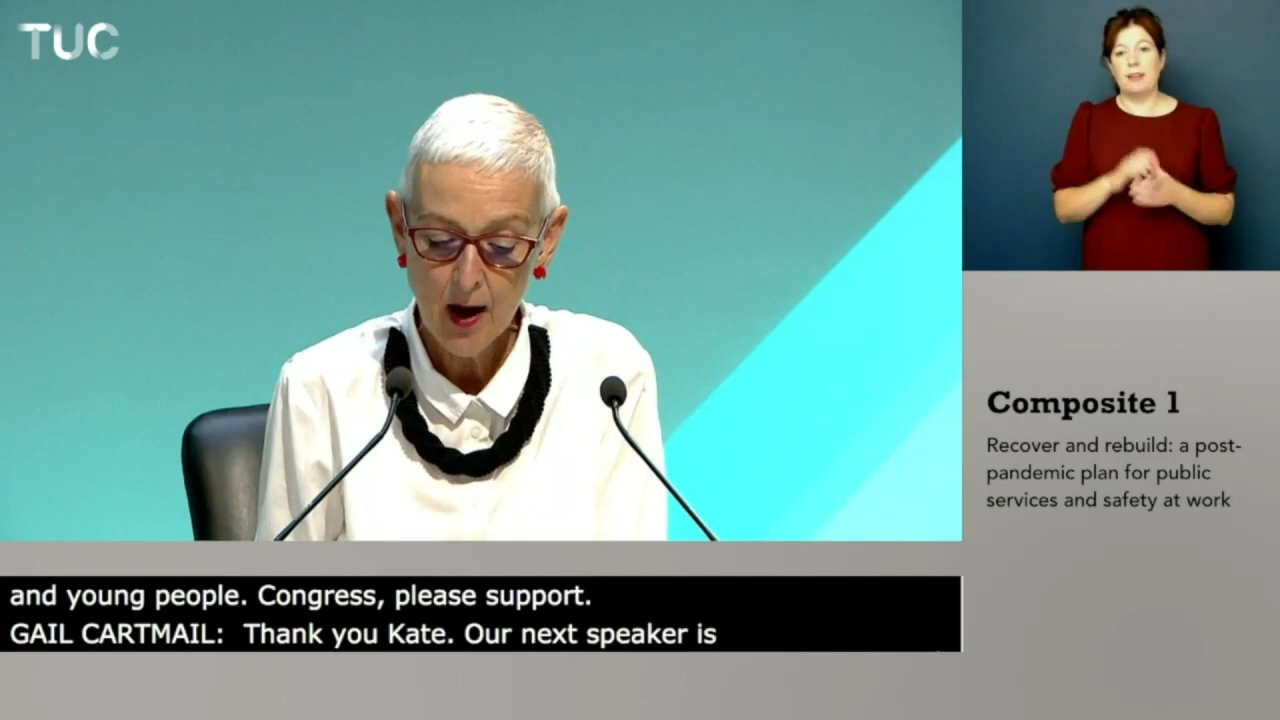 TUC
Composite 1
Recover and rebuild: a post-
pandemic plan for public
services and safety at work
and young people. Congress, please support.
GAIL CARTMAIL:  Thank you Kate. Our next speaker is